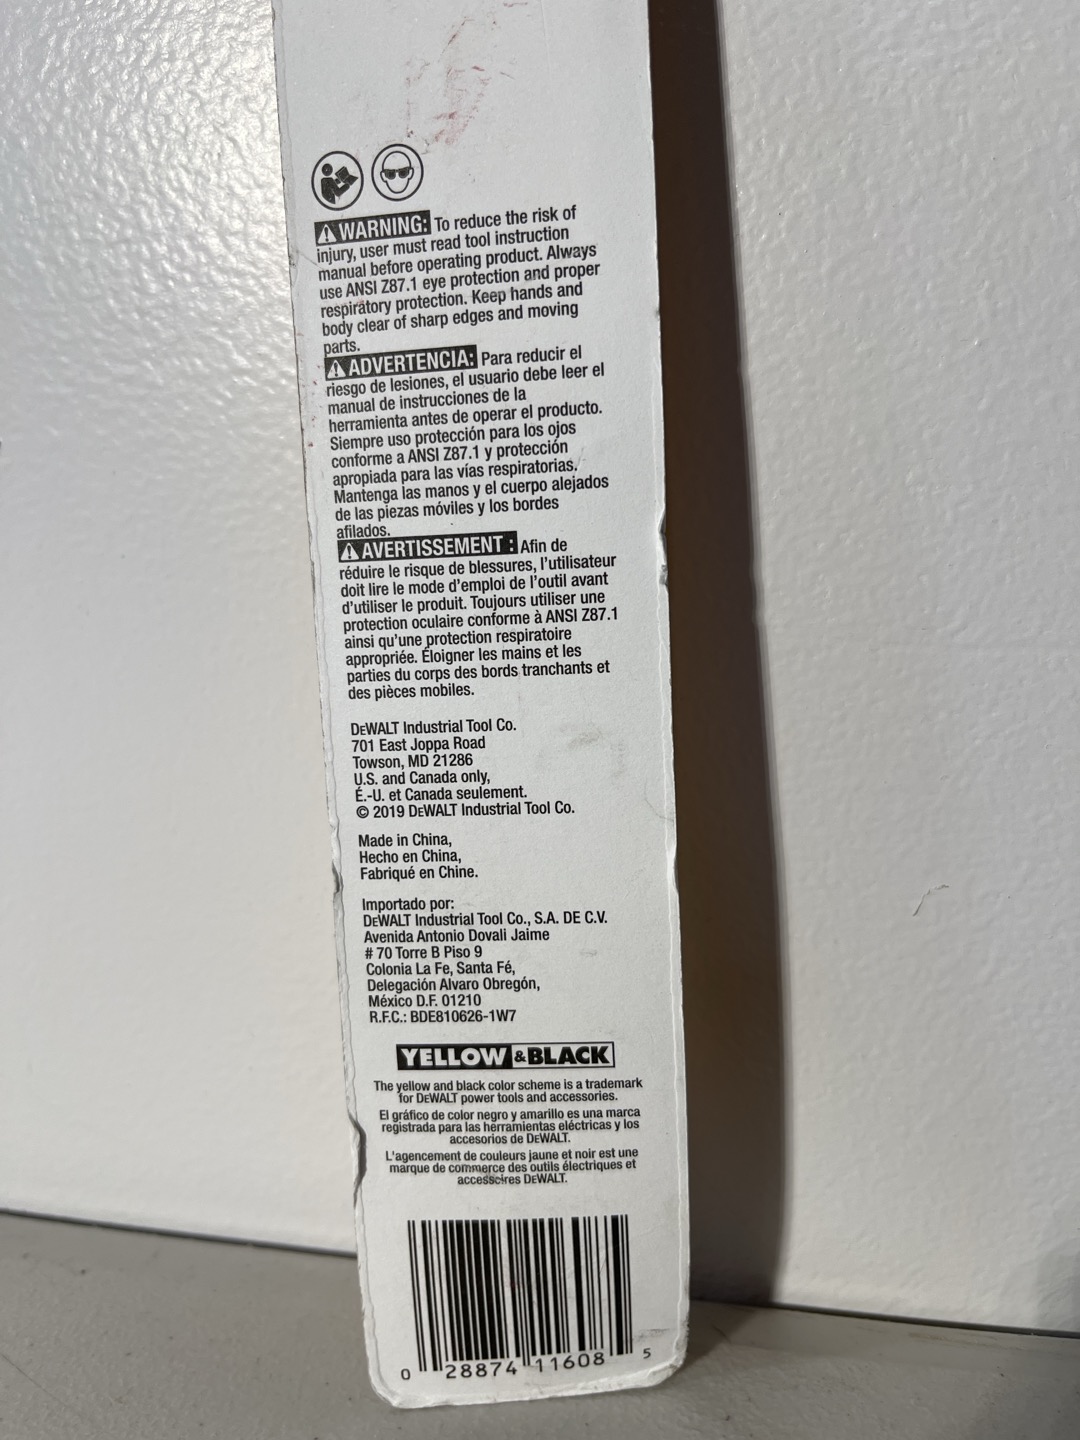 WARNING: To reduce the risk of
injury, user must read tool instruction
manual before operating product. Always
use ANSI Z87.1 eye protection and proper
respiratory protection. Keep hands and
body clear of sharp edges and moving
parts.
ADVERTENCIA: Para reducir el
riesgo de lesiones, el usuario debe leer el
manual de instrucciones de la
herramienta antes de operar el producto.
Siempre uso protección para los ojos
conforme a ANSI Z87.1 y protección
apropiada para las vías respiratorias.
Mantenga las manos y el cuerpo alejados
de las piezas móviles y los bordes
afilados.
AVERTISSEMENT : Afin de
réduire le risque de blessures, l'utilisateur
doit lire le mode d'emploi de l'outil avant
d'utiliser le produit. Toujours utiliser une
protection oculaire conforme à ANSI Z87.1
ainsi qu'une protection respiratoire
appropriée. Éloigner les mains et les
parties du corps des bords tranchants et
des pièces mobiles.
DEWALT Industrial Tool Co.
701 East Joppa Road
Towson, MD 21286
U.S. and Canada only,
É.-U. et Canada seulement.
© 2019 DEWALT Industrial Tool Co.
Made in China,
Hecho en China,
Fabriqué en Chine.
Importado por:
DEWALT Industrial Tool Co., S.A. DE C.V.
Avenida Antonio Dovali Jaime
# 70 Torre B Piso 9
Colonia La Fe, Santa Fé,
Delegación Alvaro Obregón,
México D.F. 01210
R.F.C.: BDE810626-1W7
YELLOW & BLACK
The yellow and black color scheme is a trademark
for DEWALT power tools and accessories.
El gráfico de color negro y amarillo es una marca
registrada para las herramientas eléctricas y los
accesorios de DEWALT.
L'agencement de couleurs jaune et noir est une
marque de commerce des outils électriques et
accessoires DEWALT.
0 28874 11608 5